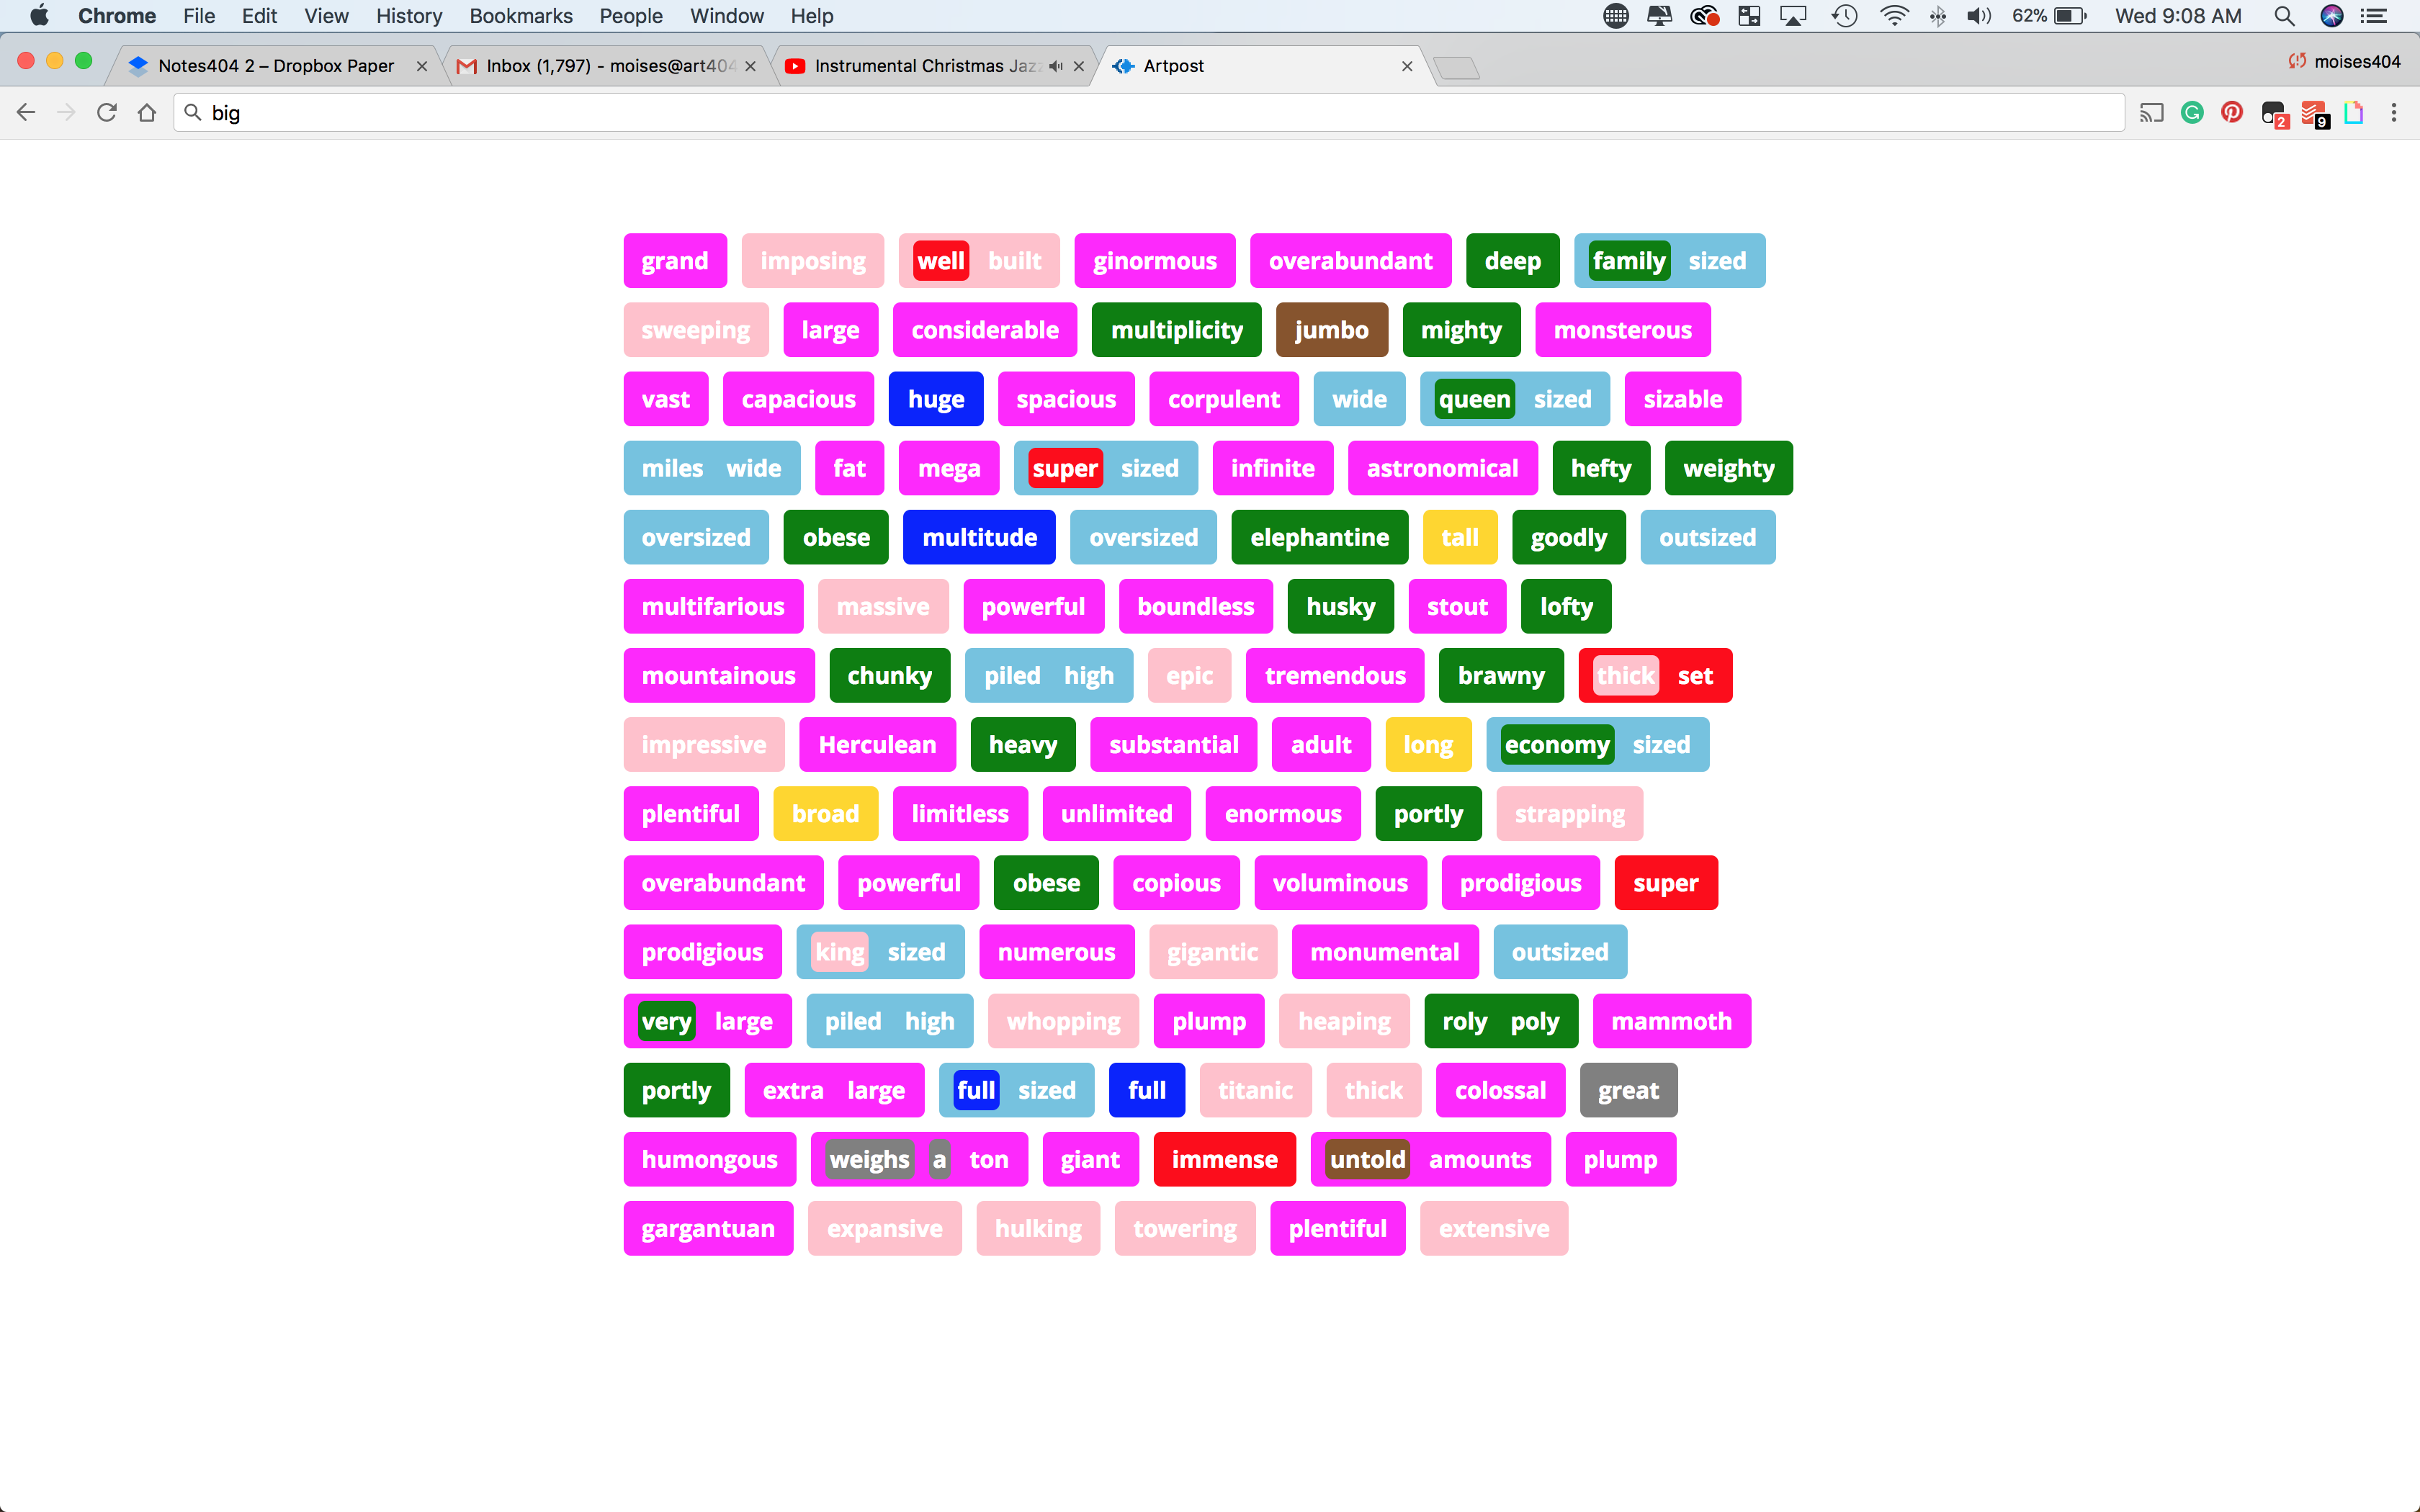 Chrome File Edit View History Bookmarks People Window Help 62% Wed 9:08 AM
Notes404 2 – Dropbox Paper Inbox (1,797) - moises@art404 Instrumental Christmas Jazz Artpost moises404
big 2 9
grand imposing well built ginormous overabundant deep family sized
sweeping large considerable multiplicity jumbo mighty monsterous
vast capacious huge spacious corpulent wide queen sized sizable
miles wide fat mega super sized infinite astronomical hefty weighty
oversized obese multitude oversized elephantine tall goodly outsized
multifarious massive powerful boundless husky stout lofty
mountainous chunky piled high epic tremendous brawny thick set
impressive Herculean heavy substantial adult long economy sized
plentiful broad limitless unlimited enormous portly strapping
overabundant powerful obese copious voluminous prodigious super
prodigious king sized numerous gigantic monumental outsized
very large piled high whopping plump heaping roly poly mammoth
portly extra large full sized full titanic thick colossal great
humongous weighs a ton giant immense untold amounts plump
gargantuan expansive hulking towering plentiful extensive